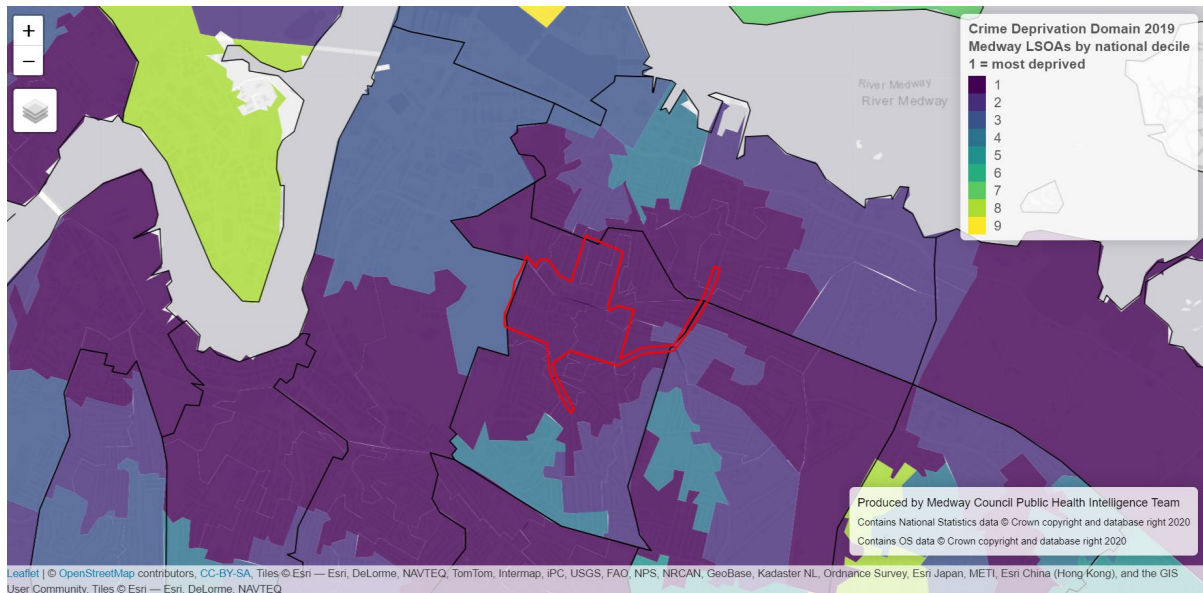 +
−
Crime Deprivation Domain 2019
Medway LSOAs by national decile
1 = most deprived
1
2
3
4
5
6
7
8
9
River Medway
River Medway
Produced by Medway Council Public Health Intelligence Team
Contains National Statistics data © Crown copyright and database right 2020
Contains OS data © Crown copyright and database right 2020
Leaflet | © OpenStreetMap contributors, CC-BY-SA, Tiles © Esri — Esri, DeLorme, NAVTEQ, TomTom, Intermap, iPC, USGS, FAO, NPS, NRCAN, GeoBase, Kadaster NL, Ordnance Survey, Esri Japan, METI, Esri China (Hong Kong), and the GIS
User Community, Tiles © Esri — Esri, DeLorme, NAVTEQ